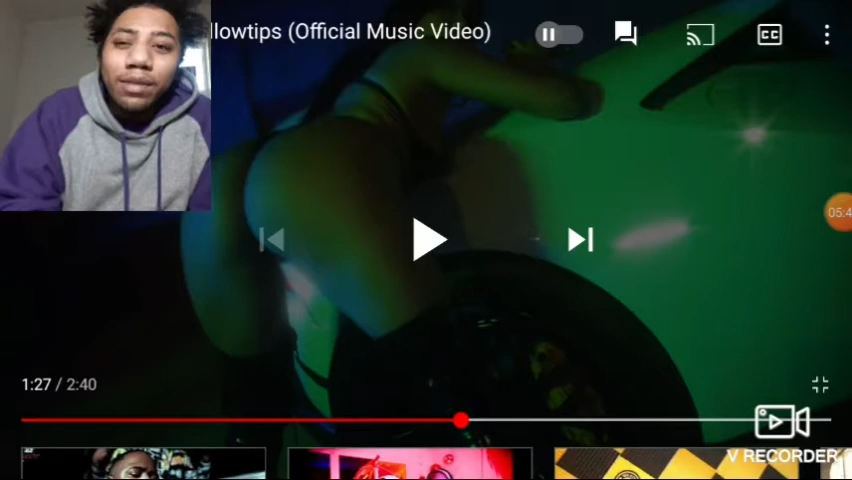 llowtips (Official Music Video)
CC
05:4
1:27 / 2:40
V RECORDER